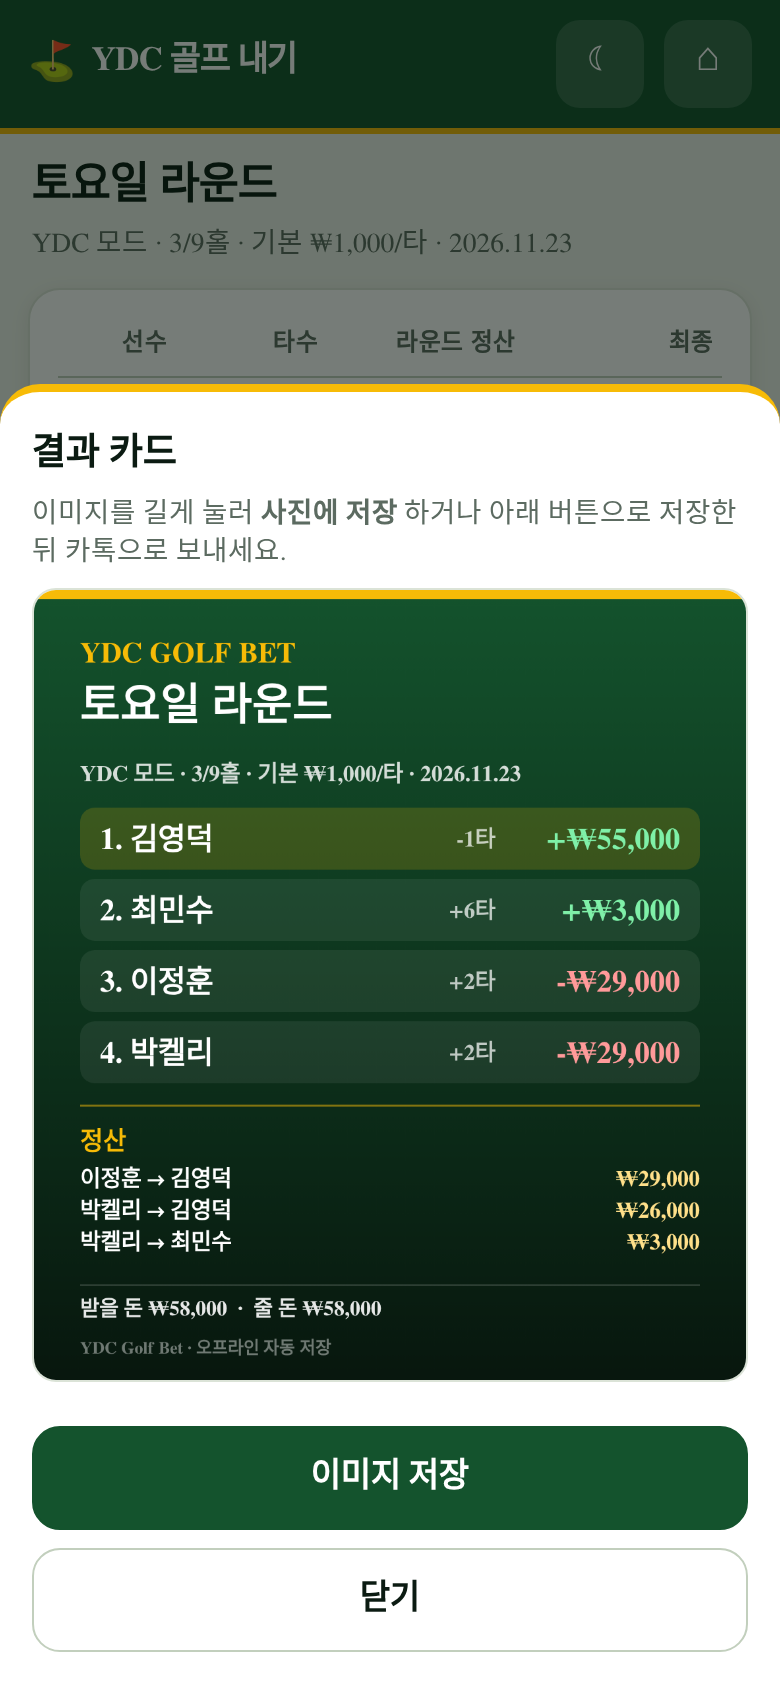 YDC 골프 내기
토요일 라운드
YDC 모드 · 3/9홀 · 기본 ₩1,000/타 · 2026.11.23
선수 타수 라운드 정산 최종
결과 카드
이미지를 길게 눌러 사진에 저장 하거나 아래 버튼으로 저장한
뒤 카톡으로 보내세요.
YDC GOLF BET
토요일 라운드
YDC 모드 · 3/9홀 · 기본 ₩1,000/타 · 2026.11.23
1. 김영덕 -1타 +₩55,000
2. 최민수 +6타 +₩3,000
3. 이정훈 +2타 -₩29,000
4. 박켈리 +2타 -₩29,000
정산
이정훈 → 김영덕 ₩29,000
박켈리 → 김영덕 ₩26,000
박켈리 → 최민수 ₩3,000
받을 돈 ₩58,000 · 줄 돈 ₩58,000
YDC Golf Bet · 오프라인 자동 저장
이미지 저장
닫기